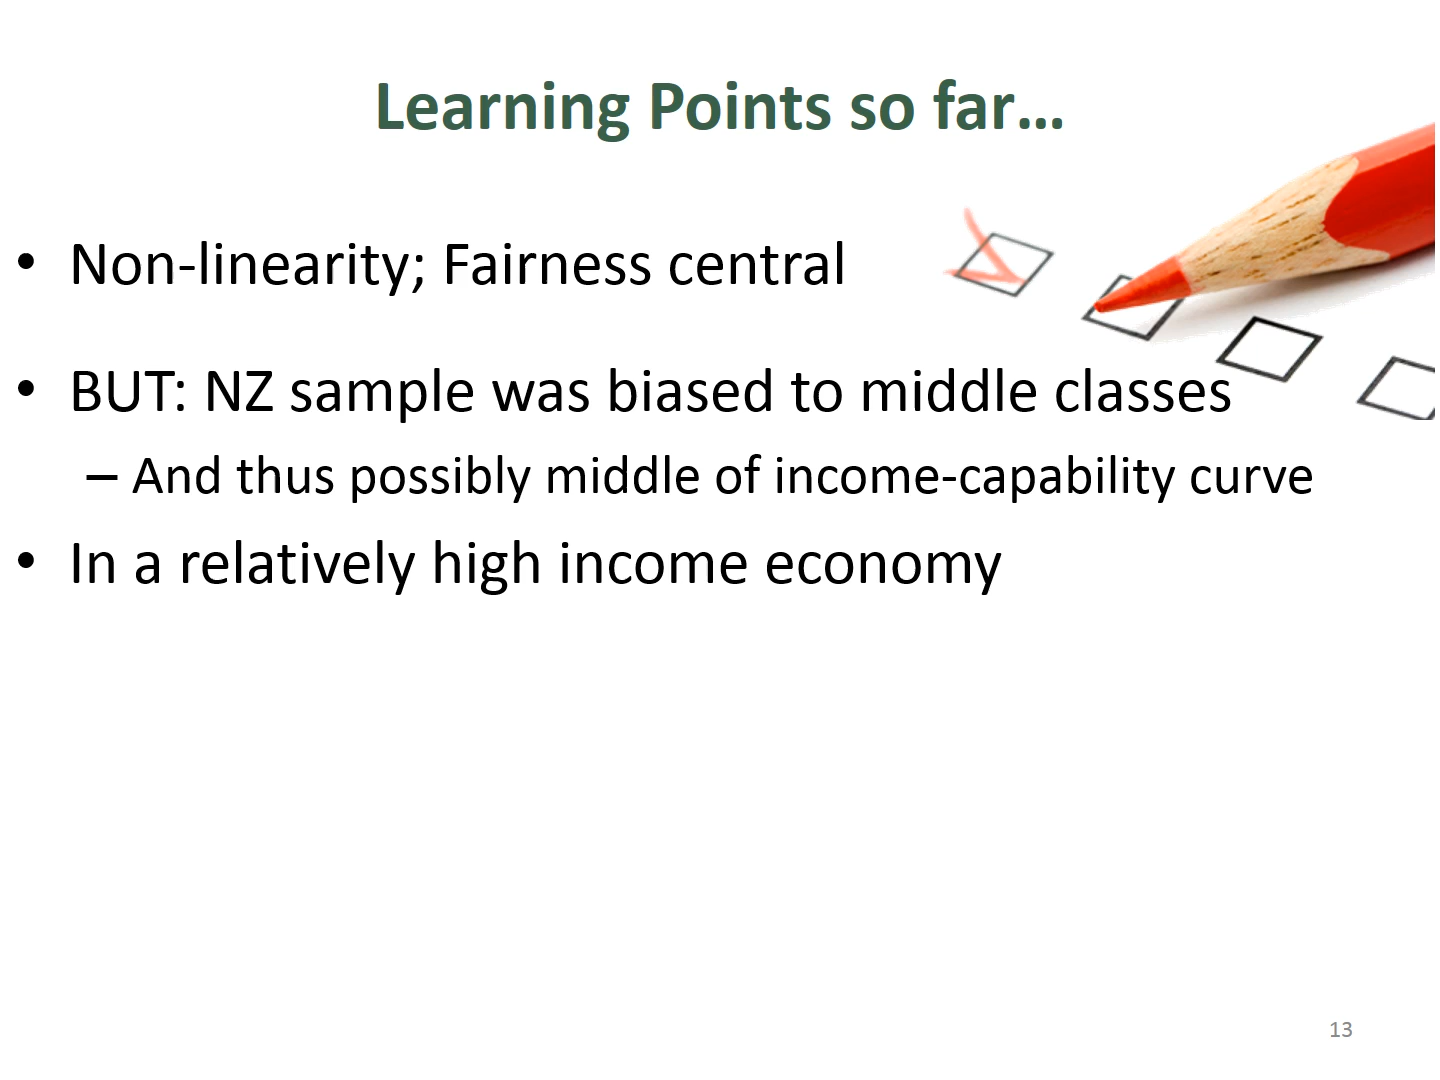 Learning Points so far…
• Non-linearity; Fairness central
• BUT: NZ sample was biased to middle classes
– And thus possibly middle of income-capability curve
• In a relatively high income economy
13